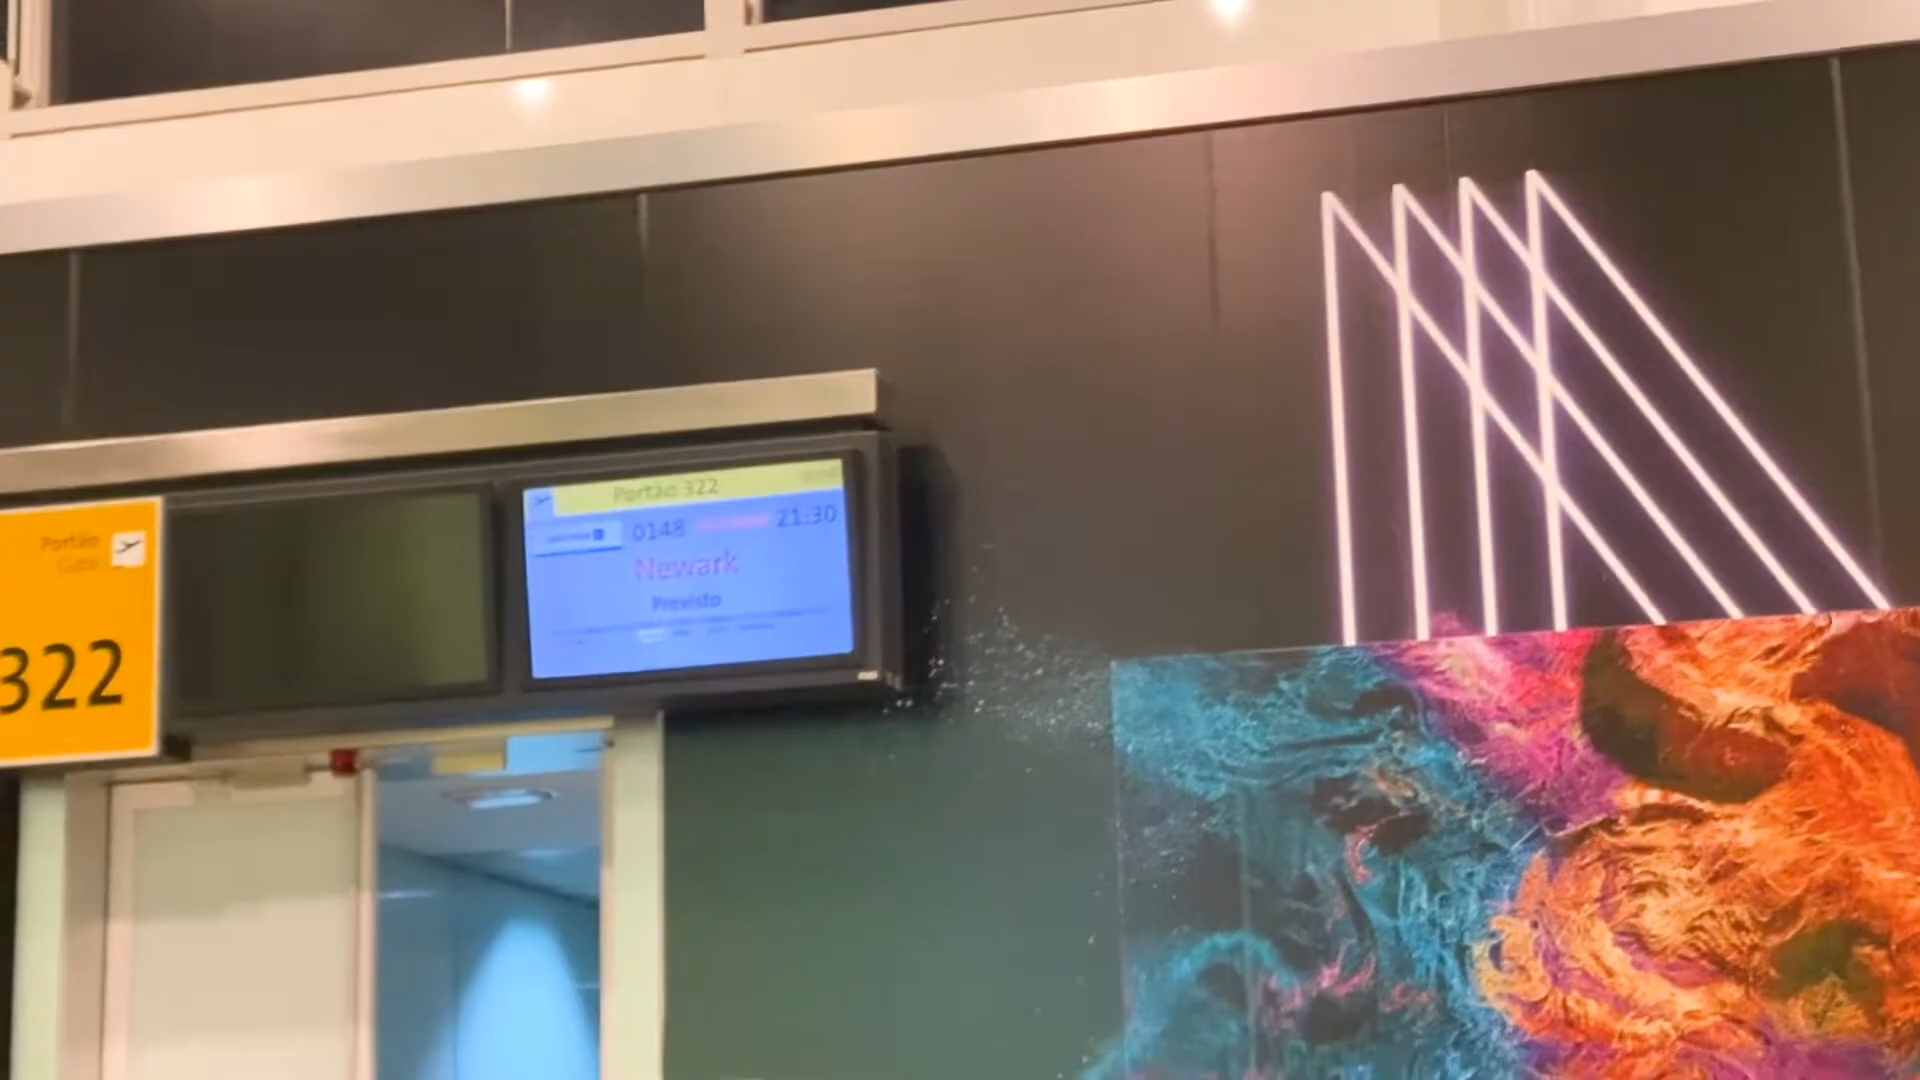 Portão
Gate
322
Portão 322
0148 21:30
Newark
Previsto